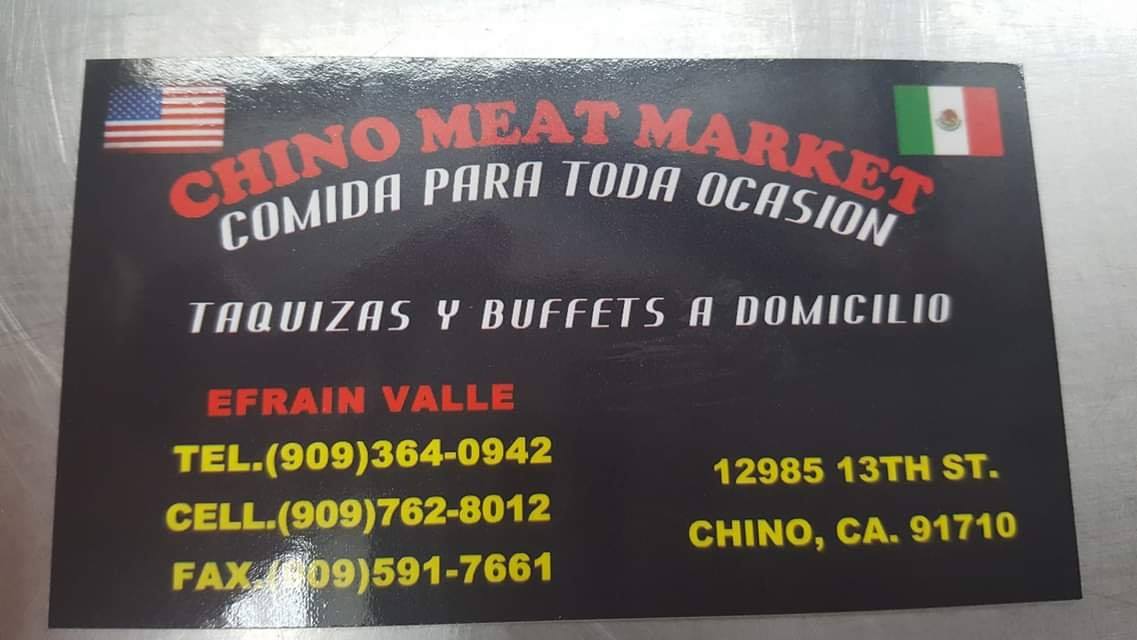 CHINO MEAT MARKET
COMIDA PARA TODA OCASION
TAQUIZAS Y BUFFETS A DOMICILIO
EFRAIN VALLE
TEL.(909)364-0942
CELL.(909)762-8012
FAX.(909)591-7661
12985 13TH ST.
CHINO, CA. 91710